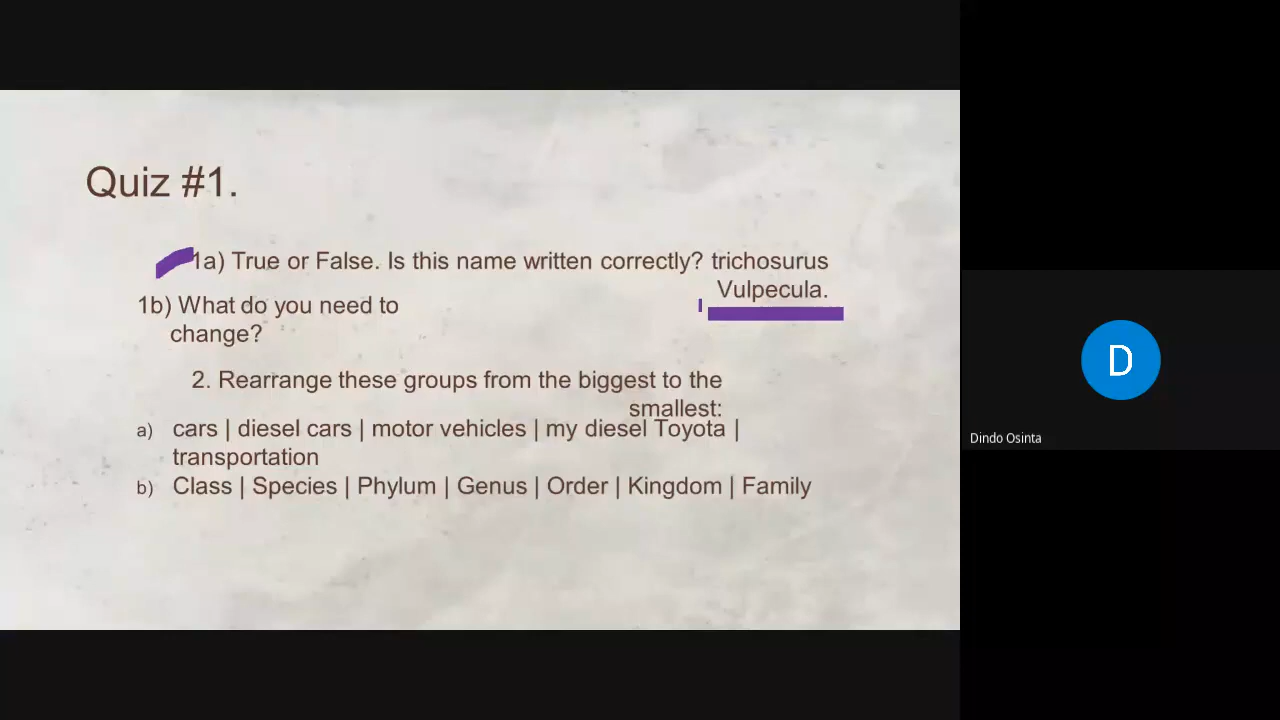 Quiz #1.
1a) True or False. Is this name written correctly? trichosurus
Vulpecula.
1b) What do you need to
change?
2. Rearrange these groups from the biggest to the
smallest:
a) cars | diesel cars | motor vehicles | my diesel Toyota |
transportation
b) Class | Species | Phylum | Genus | Order | Kingdom | Family
D
Dindo Osinta